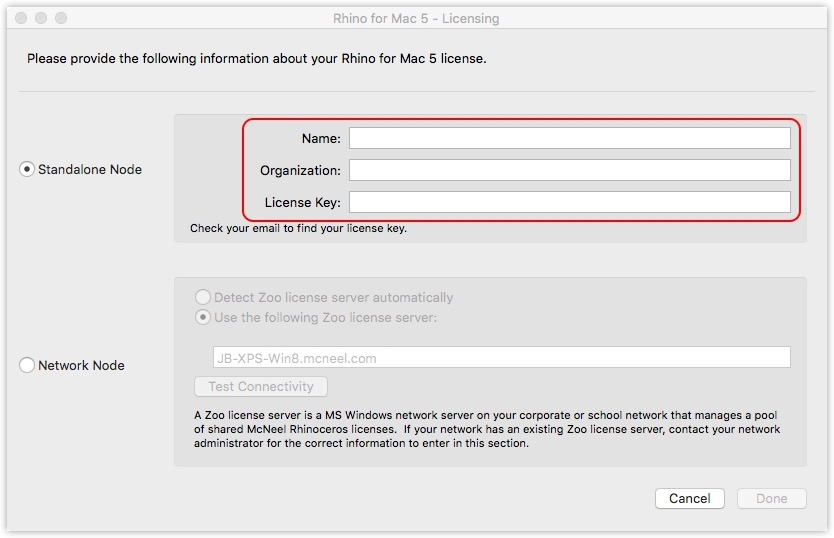 Rhino for Mac 5 - Licensing
Please provide the following information about your Rhino for Mac 5 license.
Standalone Node
Name:
Organization:
License Key:
Check your email to find your license key.
Network Node
Detect Zoo license server automatically
Use the following Zoo license server:
JB-XPS-Win8.mcneel.com
Test Connectivity
A Zoo license server is a MS Windows network server on your corporate or school network that manages a pool
of shared McNeel Rhinoceros licenses.  If your network has an existing Zoo license server, contact your network
administrator for the correct information to enter in this section.
Cancel
Done